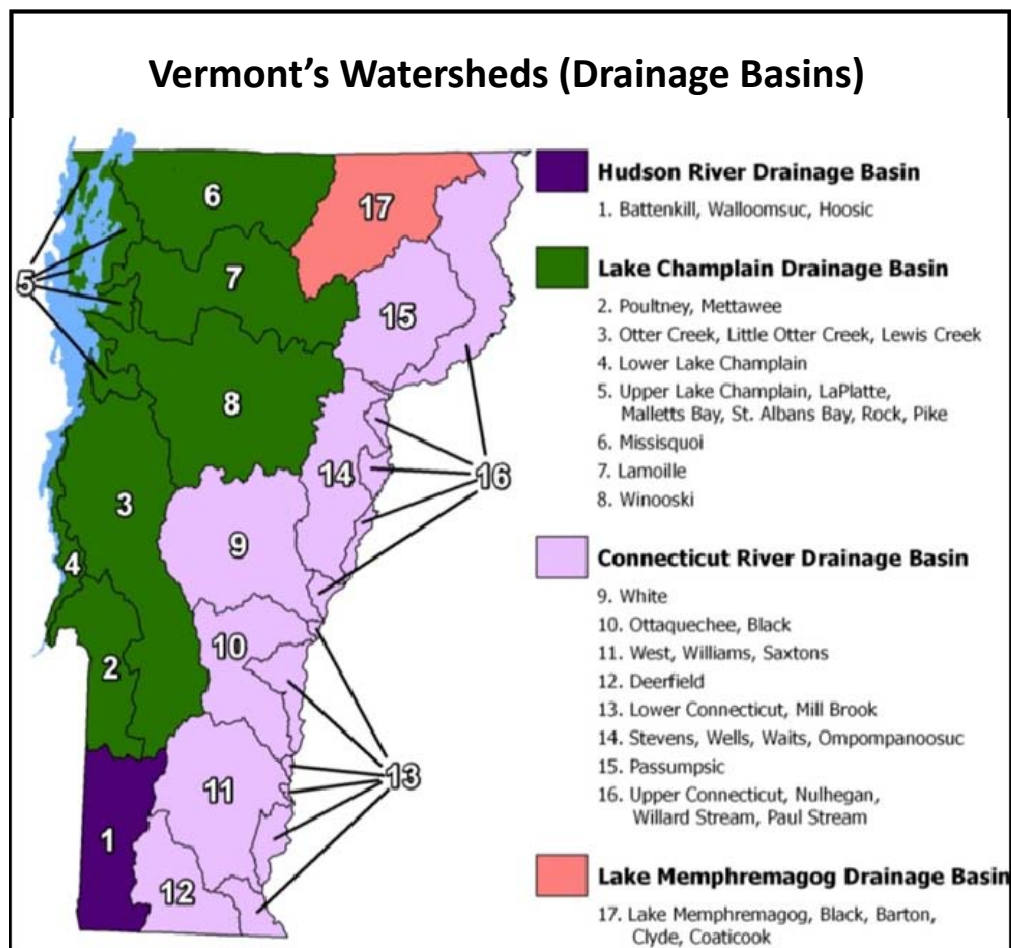 Vermont’s Watersheds (Drainage Basins)
6
17
7
5
15
8
14
16
3
9
4
10
2
13
11
1
12
Hudson River Drainage Basin
1. Battenkill, Walloomsuc, Hoosic
Lake Champlain Drainage Basin
2. Poultney, Mettawee
3. Otter Creek, Little Otter Creek, Lewis Creek
4. Lower Lake Champlain
5. Upper Lake Champlain, LaPlatte,
Malletts Bay, St. Albans Bay, Rock, Pike
6. Missisquoi
7. Lamoille
8. Winooski
Connecticut River Drainage Basin
9. White
10. Ottaquechee, Black
11. West, Williams, Saxtons
12. Deerfield
13. Lower Connecticut, Mill Brook
14. Stevens, Wells, Waits, Ompompanoosuc
15. Passumpsic
16. Upper Connecticut, Nulhegan,
Willard Stream, Paul Stream
Lake Memphremagog Drainage Basin
17. Lake Memphremagog, Black, Barton,
Clyde, Coaticook